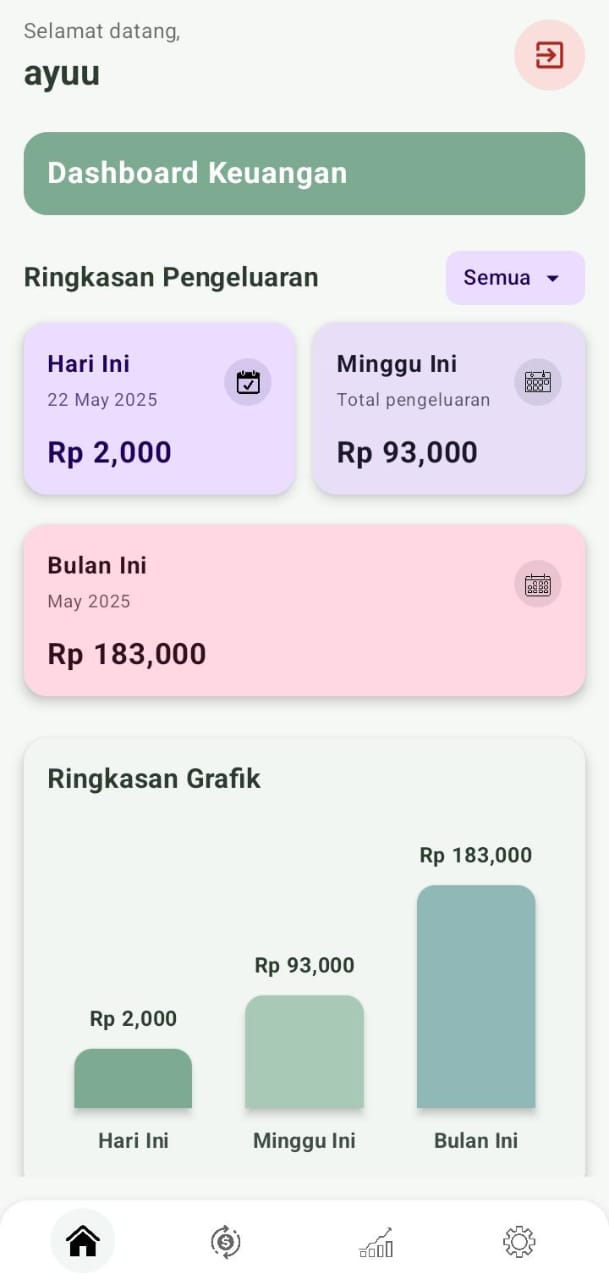 Selamat datang,
ayuu
Dashboard Keuangan
Ringkasan Pengeluaran
Semua
Hari Ini
22 May 2025
Rp 2,000
Minggu Ini
Total pengeluaran
Rp 93,000
Bulan Ini
May 2025
Rp 183,000
Ringkasan Grafik
Rp 183,000
Rp 93,000
Rp 2,000
Hari Ini
Minggu Ini
Bulan Ini